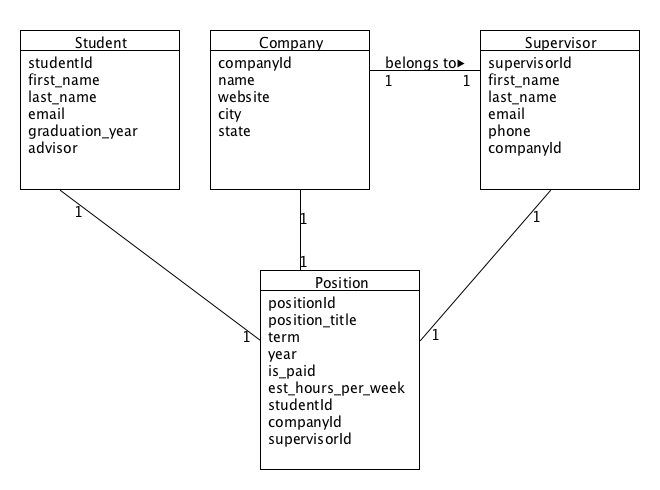 Student
studentId
first_name
last_name
email
graduation_year
advisor
Company
companyId
name
website
city
state
belongs to▸
1
1
Supervisor
supervisorId
first_name
last_name
email
phone
companyId
1
1
1
1
1
1
Position
positionId
position_title
term
year
is_paid
est_hours_per_week
studentId
companyId
supervisorId